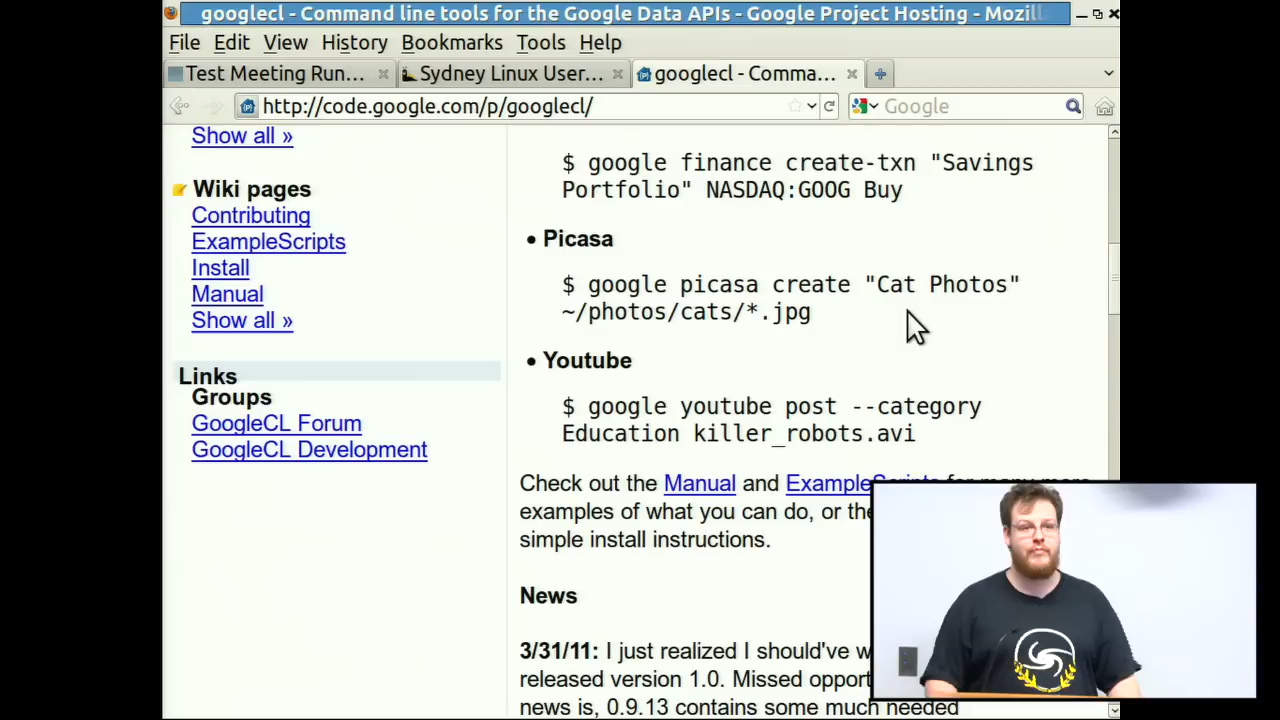 googlecl - Command line tools for the Google Data APIs - Google Project Hosting - Mozill
File Edit View History Bookmarks Tools Help
Test Meeting Run...
Sydney Linux User...
googlecl - Comma...
http://code.google.com/p/googlecl/
Google
Show all »
Wiki pages
Contributing
ExampleScripts
Install
Manual
Show all »
Links
Groups
GoogleCL Forum
GoogleCL Development
$ google finance create-txn "Savings
Portfolio" NASDAQ:GOOG Buy
• Picasa
$ google picasa create "Cat Photos"
~/photos/cats/*.jpg
• Youtube
$ google youtube post --category
Education killer_robots.avi
Check out the Manual and ExampleScripts for many more
examples of what you can do, or the
simple install instructions.
News
3/31/11: I just realized I should've w
released version 1.0. Missed opport
news is, 0.9.13 contains some much needed